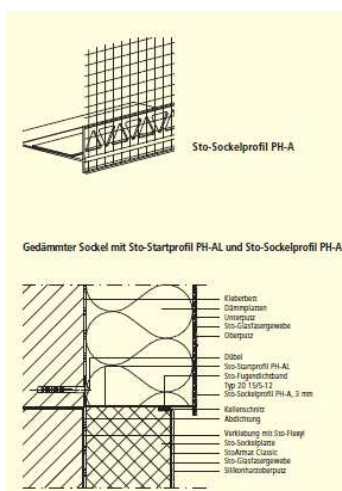 Sto-Sockelprofil PH-A
Gedämmter Sockel mit Sto-Startprofil PH-AL und Sto-Sockelprofil PH-A
Kleberbett
Dämmplatten
Unterputz
Sto-Glasfasergewebe
Oberputz
Dübel
Sto-Startprofil PH-AL
Sto-Fugendichtband
Typ 2D 15/5-12
Sto-Sockelprofil PH-A, 3 mm
Kellenschnitt
Abdichtung
Verklebung mit Sto-Flexyl
Sto-Sockelplatte
StoArmat Classic
Sto-Glasfasergewebe
Silikonharzoberputz